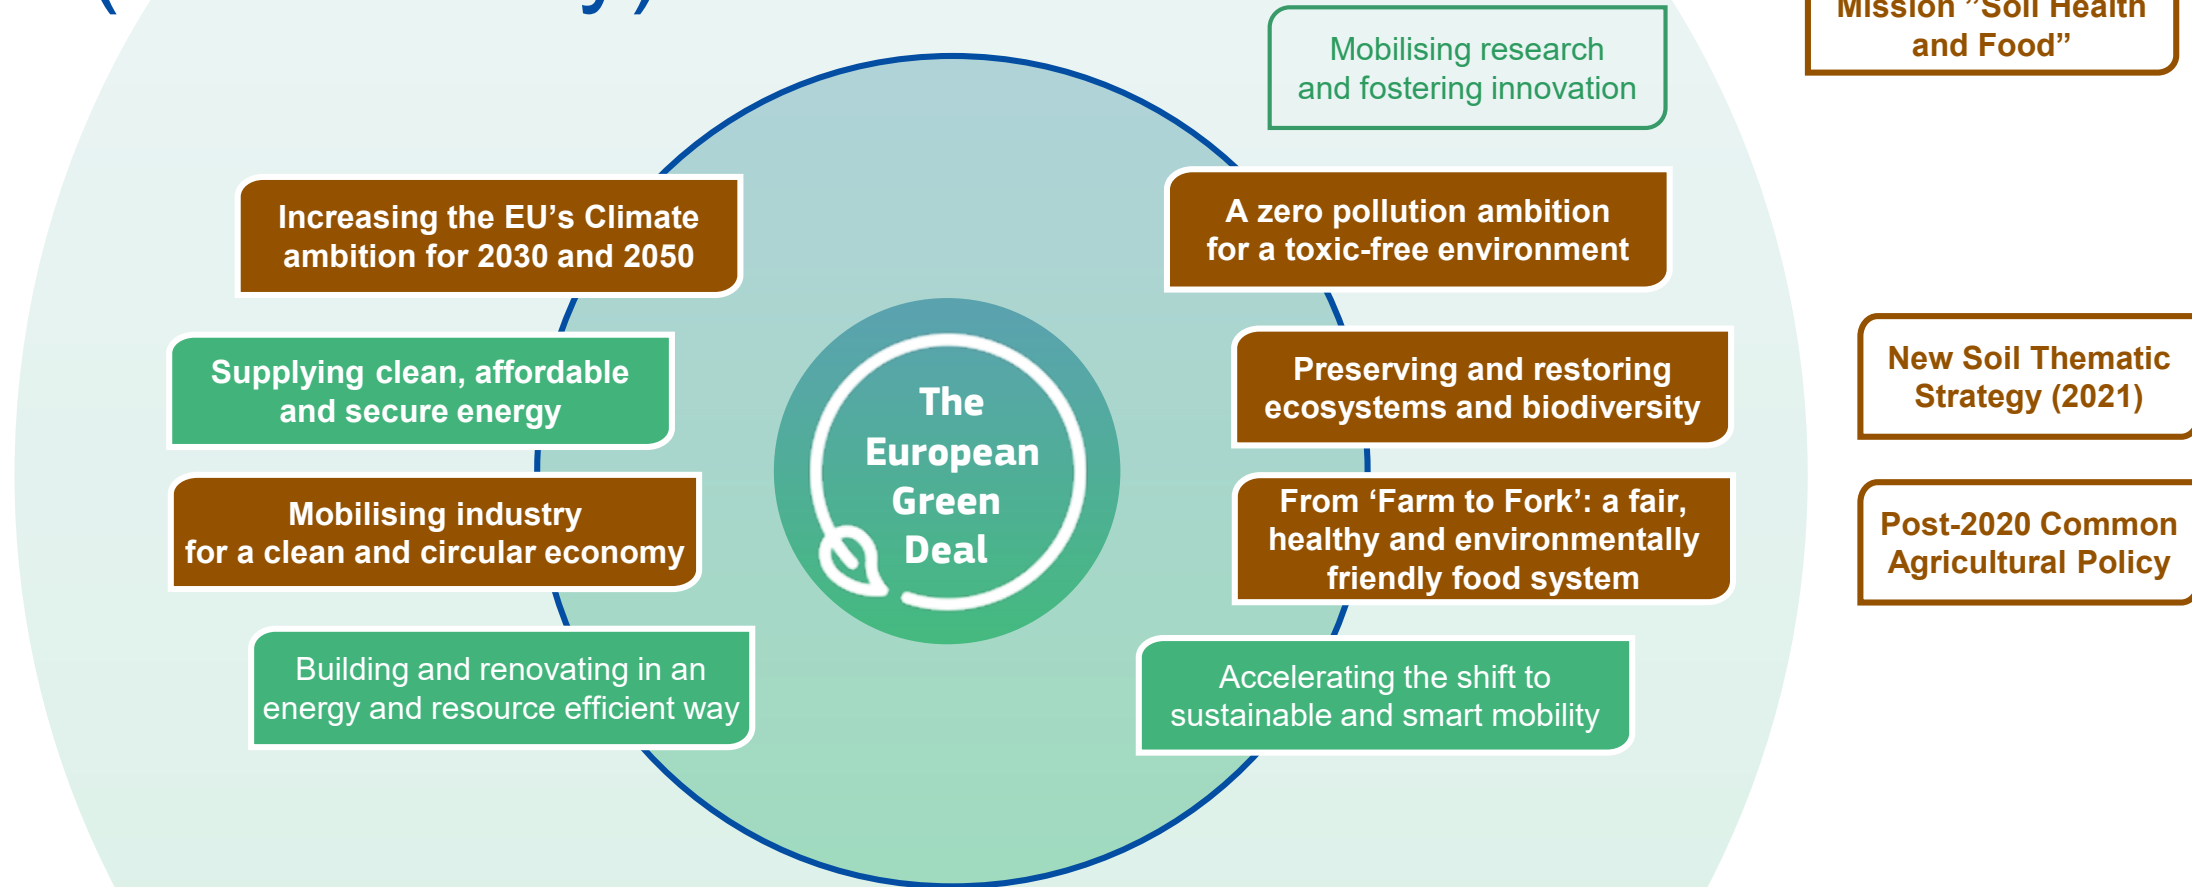 Mobilising research
and fostering innovation
Mission ”Soil Health
and Food”
Increasing the EU’s Climate
ambition for 2030 and 2050
A zero pollution ambition
for a toxic-free environment
Supplying clean, affordable
and secure energy
The
European
Green
Deal
Preserving and restoring
ecosystems and biodiversity
New Soil Thematic
Strategy (2021)
Mobilising industry
for a clean and circular economy
From ‘Farm to Fork’: a fair,
healthy and environmentally
friendly food system
Post-2020 Common
Agricultural Policy
Building and renovating in an
energy and resource efficient way
Accelerating the shift to
sustainable and smart mobility